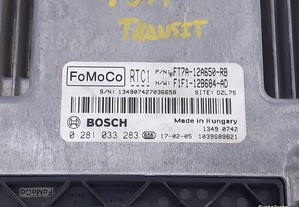 TRANSIT
FoMoCo RTC1 P/N: FT7A-12A650-RB
H/W: F1F1-12B684-AD
S/N: 134907427036658 SITE: DZL7S
Made in Hungary
BOSCH 1349 0742
0 281 033 283 17-02-05 1039S89821
FoMoCo